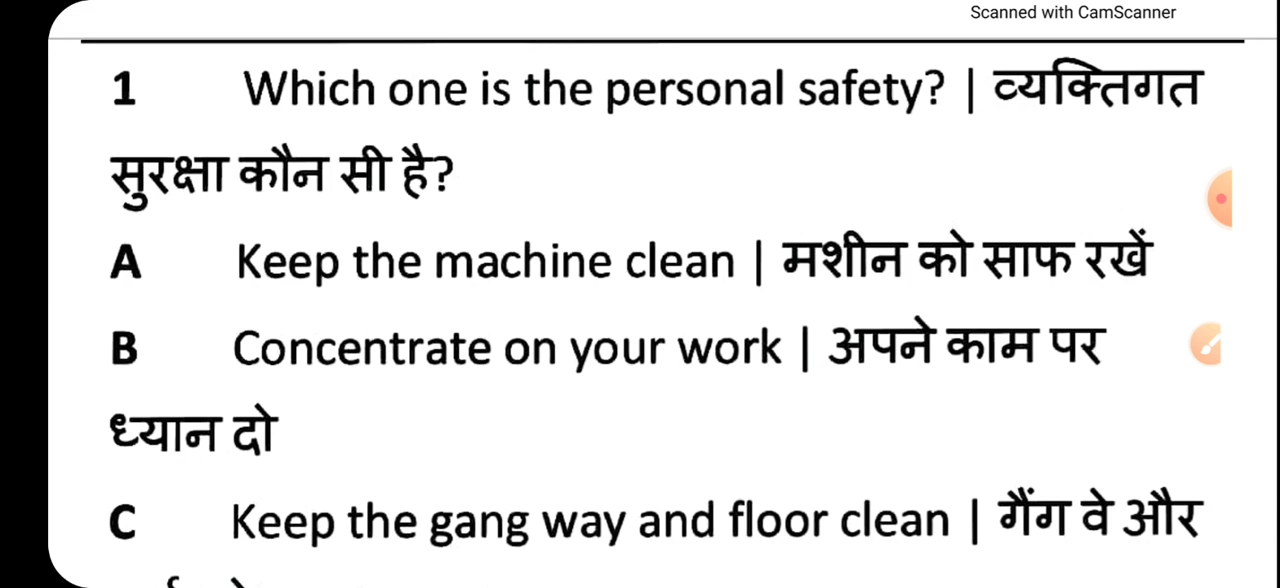 Scanned with CamScanner
1 Which one is the personal safety? | व्यक्तिगत
सुरक्षा कौन सी है?
A Keep the machine clean | मशीन को साफ रखें
B Concentrate on your work | अपने काम पर
ध्यान दो
C Keep the gang way and floor clean | गैंग वे और